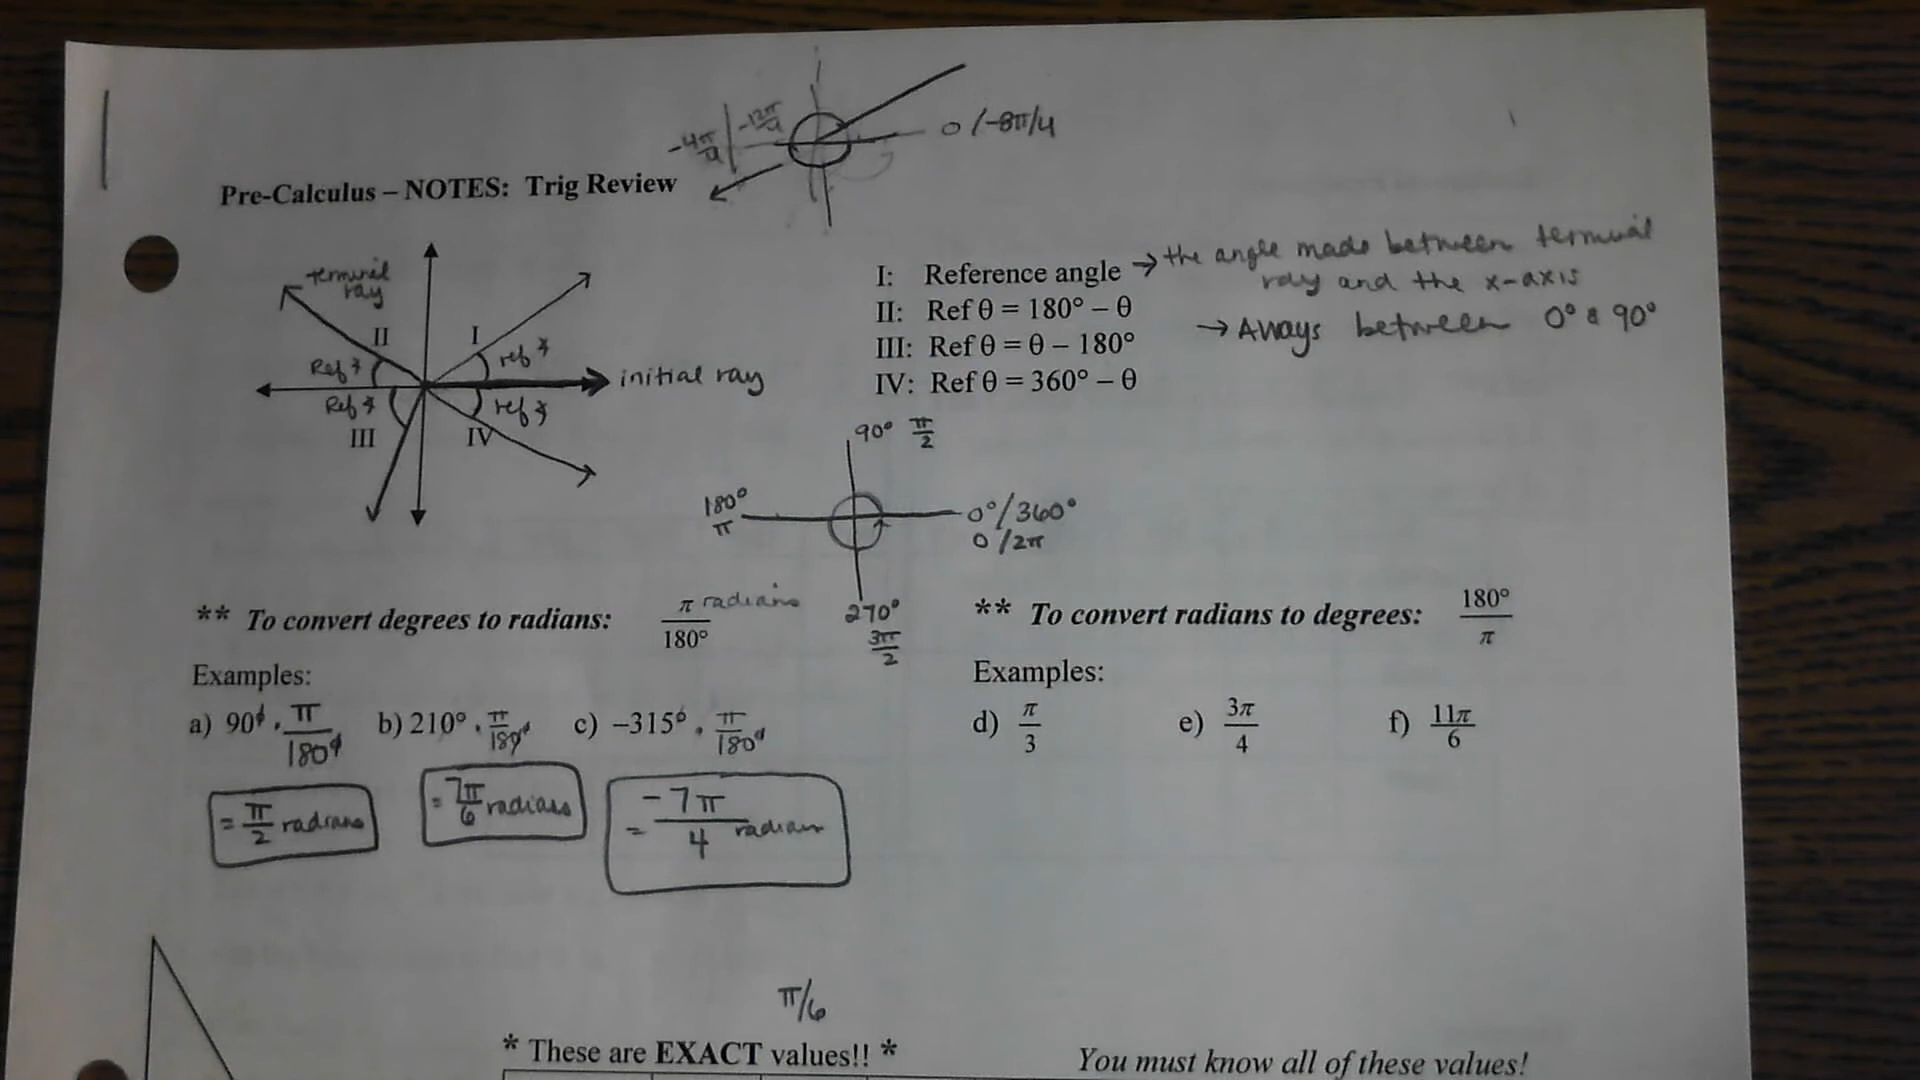 -4π/4 | -12π/4
0/-8π/4
Pre-Calculus – NOTES: Trig Review
terminal ray
II
I
Ref ∡
ref ∡
initial ray
Ref ∡
ref ∡
III
IV
I: Reference angle → the angle made between terminal
ray and the x-axis
II: Ref θ = 180° – θ
→ Always between 0° & 90°
III: Ref θ = θ – 180°
IV: Ref θ = 360° – θ
90° π/2
180°
π
0°/360°
0/2π
270°
3π/2
** To convert degrees to radians: π radians/180°
** To convert radians to degrees: 180°/π
Examples:
a) 90° · π/180° b) 210° · π/180° c) –315° · π/180°
= π/2 radians
= 7π/6 radians
= -7π/4 radians
Examples:
d) π/3 e) 3π/4 f) 11π/6
π/6
* These are EXACT values!! *
You must know all of these values!